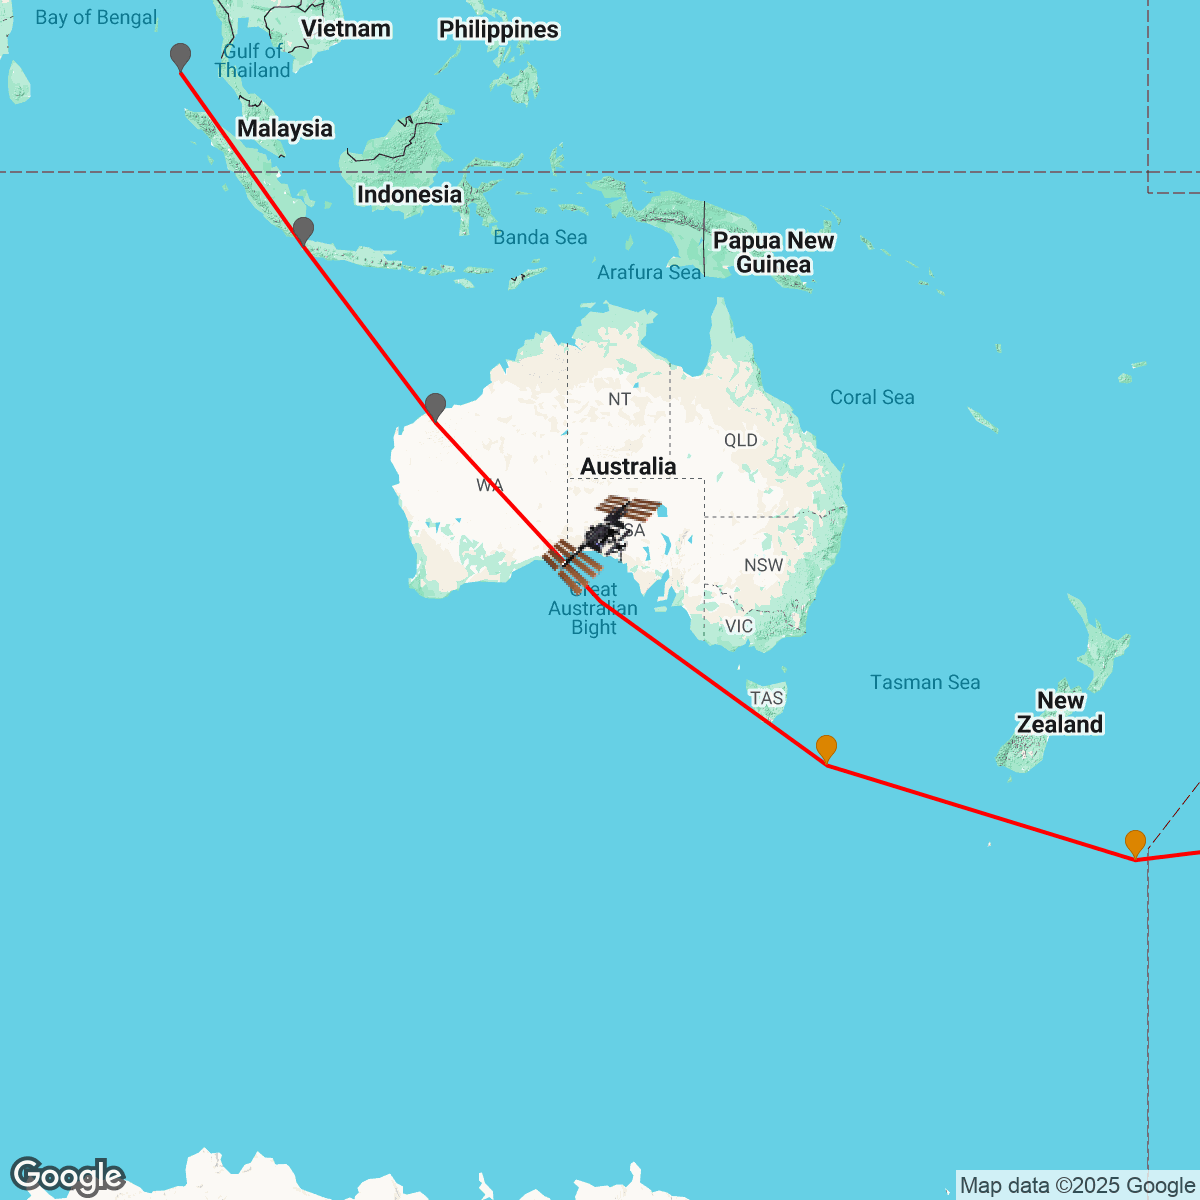 Bay of Bengal
Vietnam
Philippines
Gulf of
Thailand
Malaysia
Indonesia
Banda Sea
Papua New
Guinea
Arafura Sea
NT
Coral Sea
QLD
Australia
WA
SA
NSW
Great
Australian
Bight
VIC
Tasman Sea
TAS
New
Zealand
Google
Map data ©2025 Google